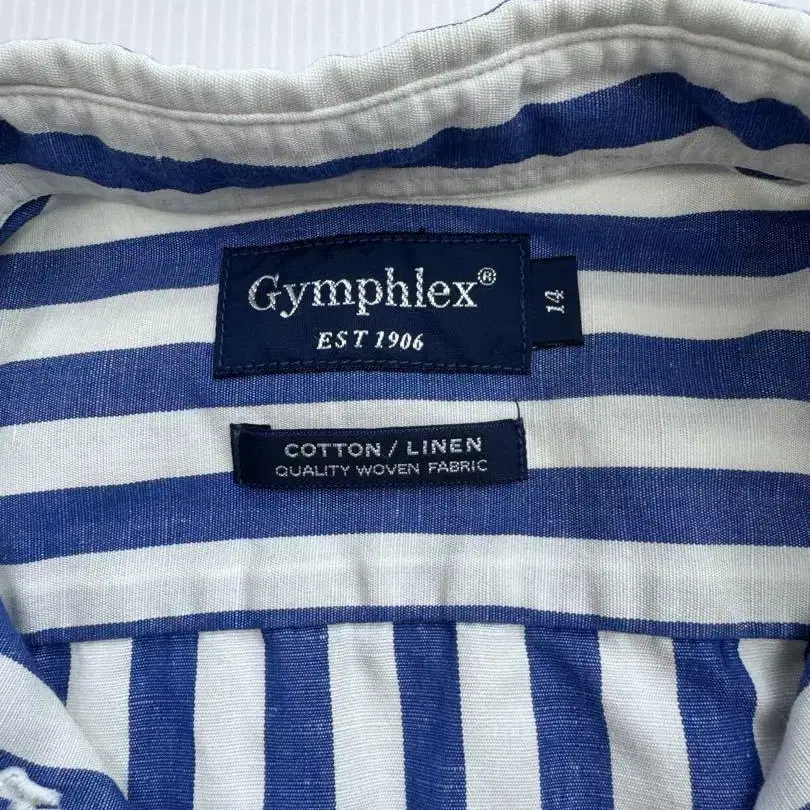 Gymphlex®
EST 1906
14
COTTON / LINEN
QUALITY WOVEN FABRIC